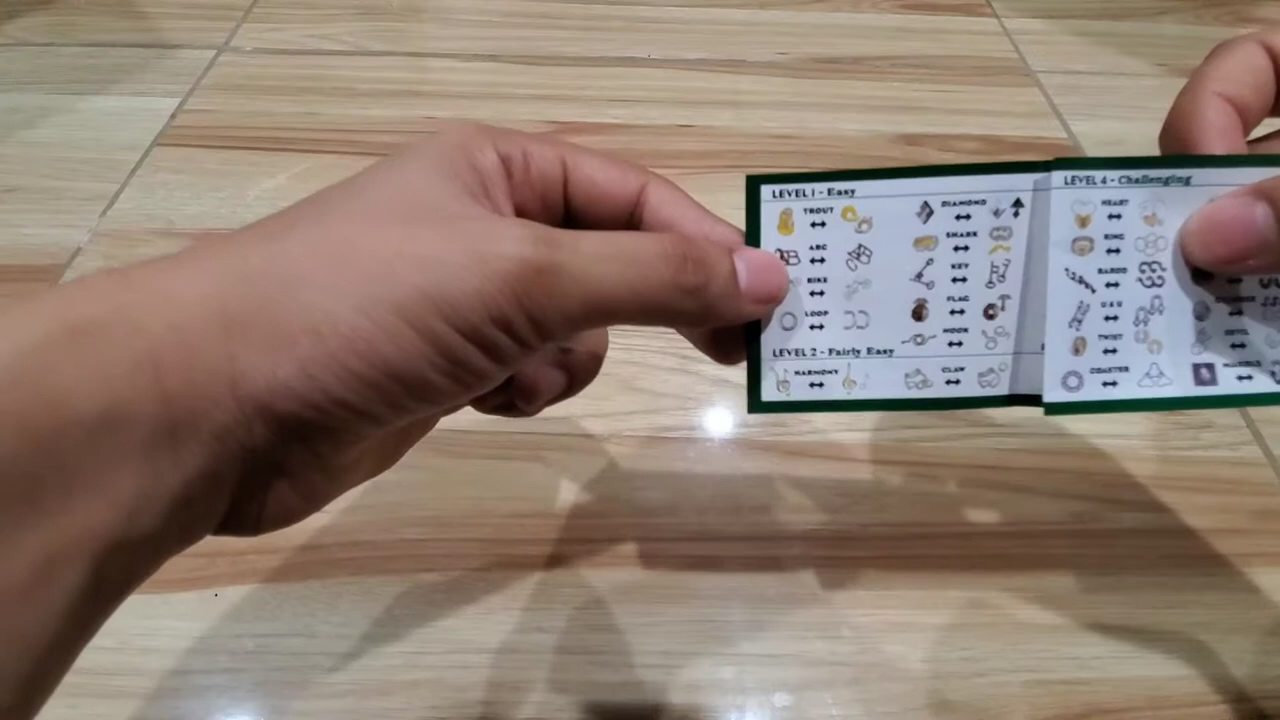 LEVEL 1 - Easy
TROUT
DIAMOND
ABC
SHARK
BIKE
KEY
LOOP
FLAG
HOOK
LEVEL 2 - Fairly Easy
HARMONY
CLAW
LEVEL 4 - Challenging
HEART
RING
BAROQ
U & U
TWIST
COASTER